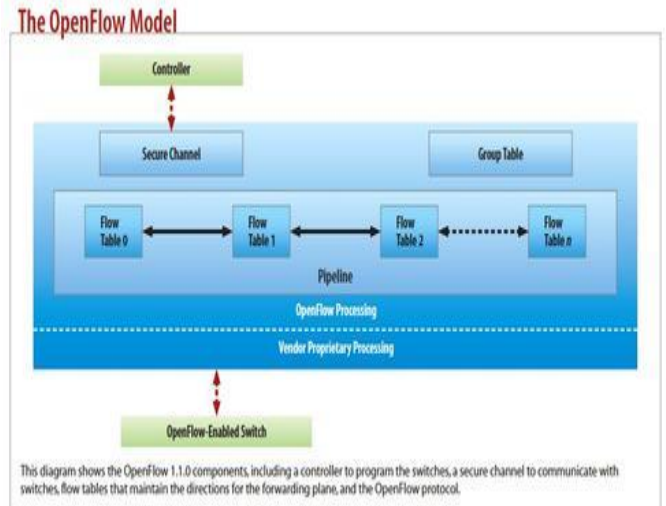 The OpenFlow Model
Controller
Secure Channel
Group Table
Flow
Table 0
Flow
Table 1
Flow
Table 2
Flow
Table n
Pipeline
OpenFlow Processing
Vendor Proprietary Processing
OpenFlow-Enabled Switch
This diagram shows the OpenFlow 1.1.0 components, including a controller to program the switches, a secure channel to communicate with
switches, flow tables that maintain the directions for the forwarding plane, and the OpenFlow protocol.